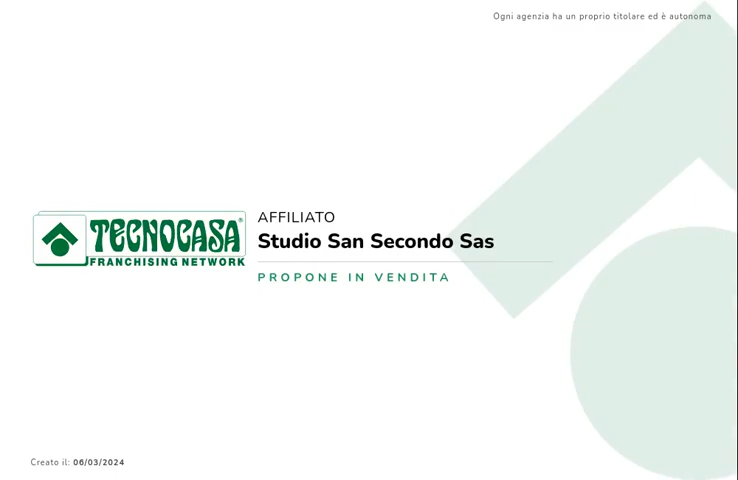 Ogni agenzia ha un proprio titolare ed è autonoma
TECNOCASA®
FRANCHISING NETWORK
AFFILIATO
Studio San Secondo Sas
PROPONE IN VENDITA
Creato il: 06/03/2024